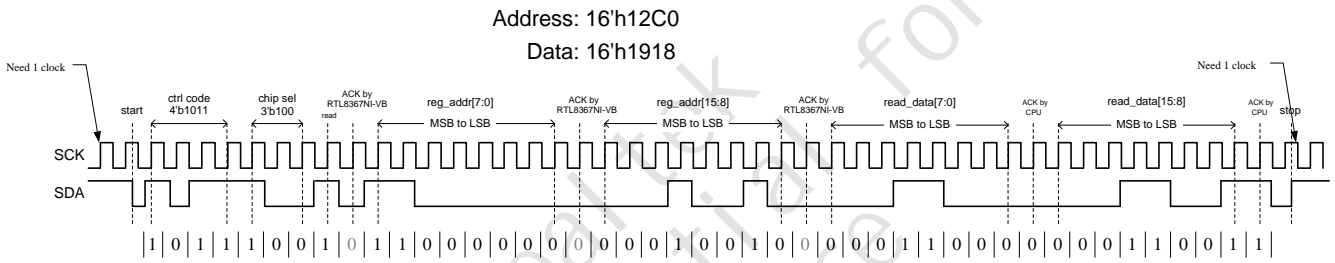 Address: 16'h12C0
Data: 16'h1918
Need 1 clock
Need 1 clock
start
ctrl code
4'b1011
chip sel
3'b100
read
ACK by
RTL8367NI-VB
reg_addr[7:0]
MSB to LSB
ACK by
RTL8367NI-VB
reg_addr[15:8]
MSB to LSB
ACK by
RTL8367NI-VB
read_data[7:0]
MSB to LSB
ACK by
CPU
read_data[15:8]
MSB to LSB
ACK by
CPU
stop
SCK
SDA
1 0 1 1 1 0 0 1 0 1 1 0 0 0 0 0 0 0 0 0 0 1 0 0 1 0 0 0 0 0 1 1 0 0 0 0 0 0 0 1 1 0 0 1 1